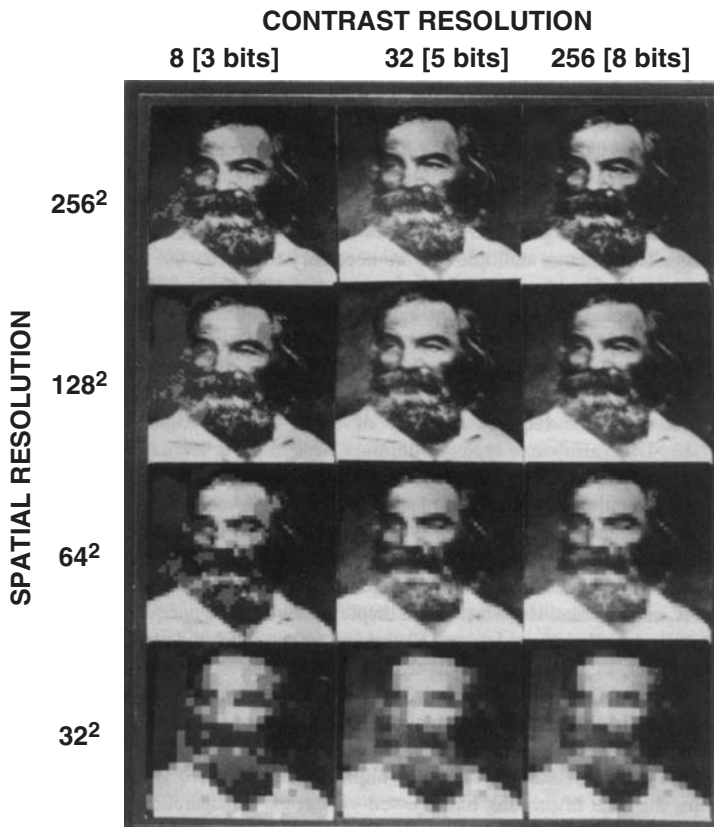 CONTRAST RESOLUTION
8 [3 bits] 32 [5 bits] 256 [8 bits]
SPATIAL RESOLUTION
256²
128²
64²
32²